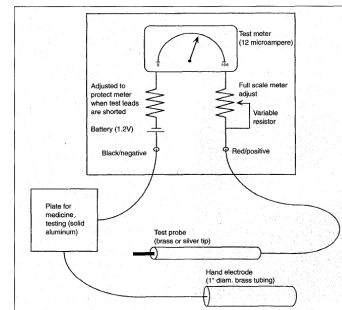 Test meter
(12 microampere)
0
100
Adjusted to
protect meter
when test leads
are shorted
Full scale meter
adjust
Variable
resistor
Battery (1.2V)
Black/negative
Red/positive
Plate for
medicine,
testing (solid
aluminum)
Test probe
(brass or silver tip)
Hand electrode
(1" diam. brass tubing)